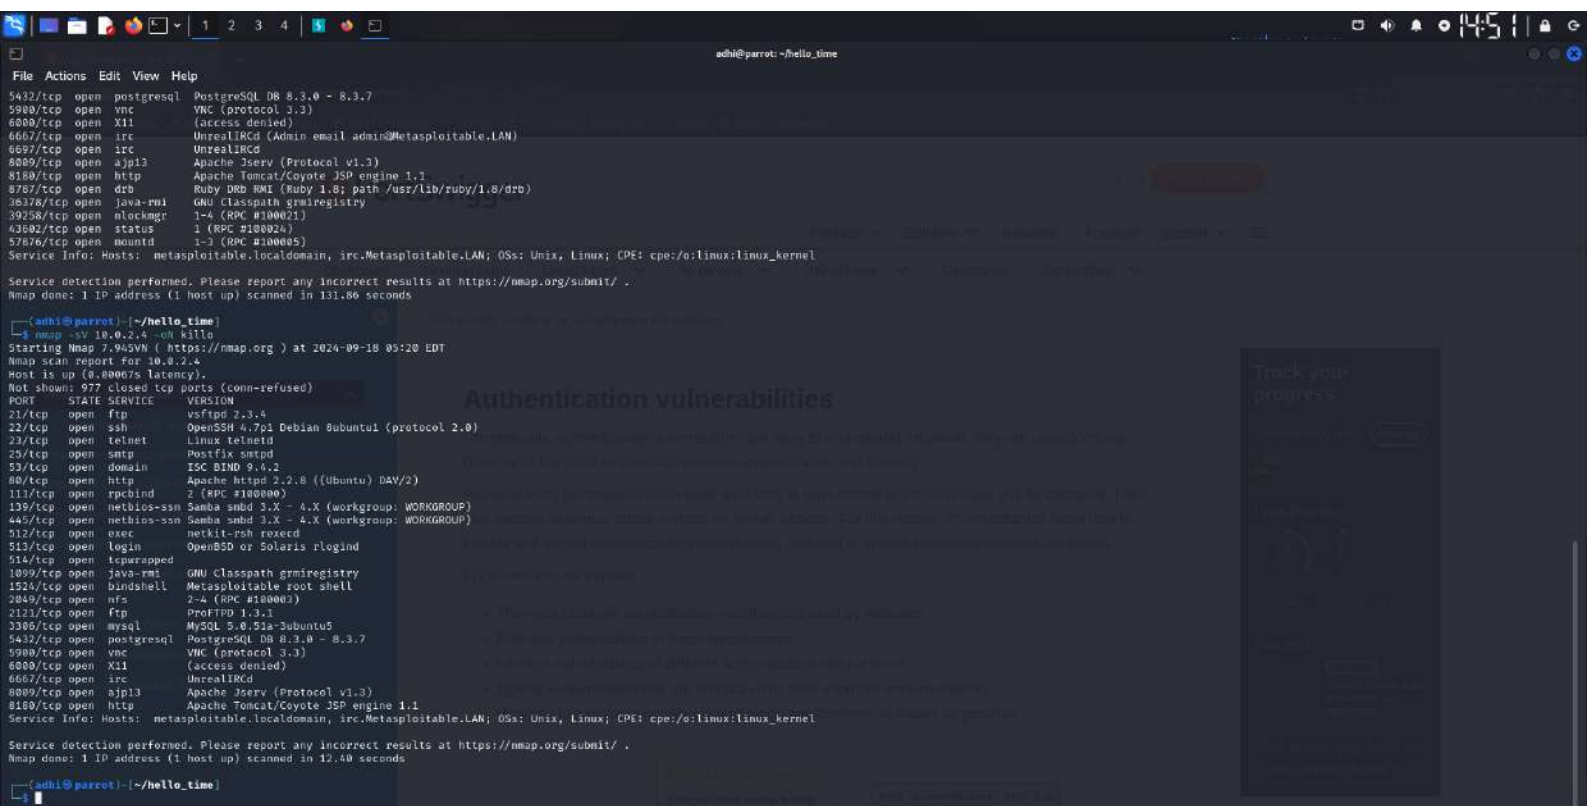 1 2 3 4
14:51
adhi@parrot: ~/hello_time
File Actions Edit View Help
5432/tcp open postgresql PostgreSQL DB 8.3.0 - 8.3.7
5900/tcp open vnc VNC (protocol 3.3)
6000/tcp open X11 (access denied)
6667/tcp open irc UnrealIRCd (Admin email admin@Metasploitable.LAN)
6697/tcp open irc UnrealIRCd
8009/tcp open ajp13 Apache Jserv (Protocol v1.3)
8180/tcp open http Apache Tomcat/Coyote JSP engine 1.1
8787/tcp open drb Ruby DRb RMI (Ruby 1.8; path /usr/lib/ruby/1.8/drb)
36378/tcp open java-rmi GNU Classpath grmiregistry
39258/tcp open nlockmgr 1-4 (RPC #100021)
43602/tcp open status 1 (RPC #100024)
57876/tcp open mountd 1-3 (RPC #100005)
Service Info: Hosts: metasploitable.localdomain, irc.Metasploitable.LAN; OSs: Unix, Linux; CPE: cpe:/o:linux:linux_kernel
Service detection performed. Please report any incorrect results at https://nmap.org/submit/ .
Nmap done: 1 IP address (1 host up) scanned in 131.86 seconds
(adhi@parrot)-[~/hello_time]
$ nmap -sV 10.0.2.4 -oN killo
Starting Nmap 7.94SVN ( https://nmap.org ) at 2024-09-18 05:20 EDT
Nmap scan report for 10.0.2.4
Host is up (0.00067s latency).
Not shown: 977 closed tcp ports (conn-refused)
PORT STATE SERVICE VERSION
21/tcp open ftp vsftpd 2.3.4
22/tcp open ssh OpenSSH 4.7p1 Debian 8ubuntu1 (protocol 2.0)
23/tcp open telnet Linux telnetd
25/tcp open smtp Postfix smtpd
53/tcp open domain ISC BIND 9.4.2
80/tcp open http Apache httpd 2.2.8 ((Ubuntu) DAV/2)
111/tcp open rpcbind 2 (RPC #100000)
139/tcp open netbios-ssn Samba smbd 3.X - 4.X (workgroup: WORKGROUP)
445/tcp open netbios-ssn Samba smbd 3.X - 4.X (workgroup: WORKGROUP)
512/tcp open exec netkit-rsh rexecd
513/tcp open login OpenBSD or Solaris rlogind
514/tcp open tcpwrapped
1099/tcp open java-rmi GNU Classpath grmiregistry
1524/tcp open bindshell Metasploitable root shell
2049/tcp open nfs 2-4 (RPC #100003)
2121/tcp open ftp ProFTPD 1.3.1
3306/tcp open mysql MySQL 5.0.51a-3ubuntu5
5432/tcp open postgresql PostgreSQL DB 8.3.0 - 8.3.7
5900/tcp open vnc VNC (protocol 3.3)
6000/tcp open X11 (access denied)
6667/tcp open irc UnrealIRCd
8009/tcp open ajp13 Apache Jserv (Protocol v1.3)
8180/tcp open http Apache Tomcat/Coyote JSP engine 1.1
Service Info: Hosts: metasploitable.localdomain, irc.Metasploitable.LAN; OSs: Unix, Linux; CPE: cpe:/o:linux:linux_kernel
Service detection performed. Please report any incorrect results at https://nmap.org/submit/ .
Nmap done: 1 IP address (1 host up) scanned in 12.40 seconds
(adhi@parrot)-[~/hello_time]
$
Authentication vulnerabilities
Track your
progress